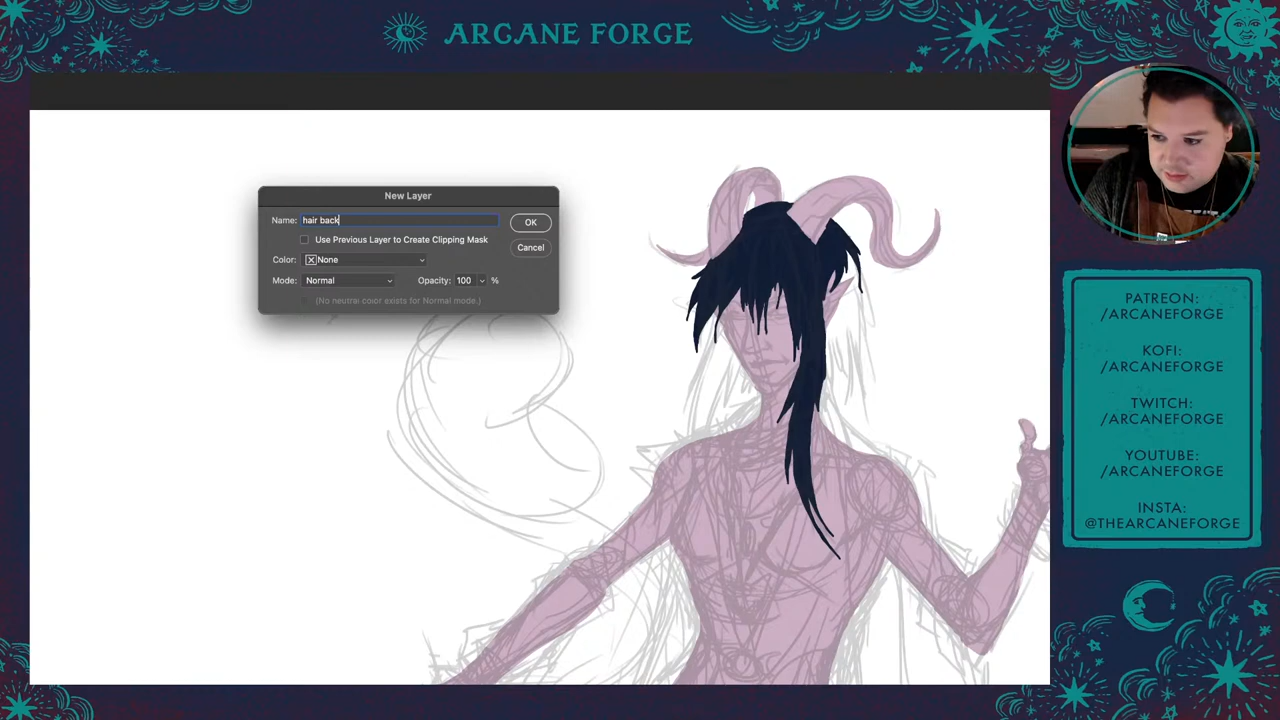 ARCANE FORGE
New Layer
Name: hair back
OK
Use Previous Layer to Create Clipping Mask
Cancel
Color: None
Mode: Normal Opacity: 100 %
(No neutral color exists for Normal mode.)
PATREON:
/ARCANEFORGE
KOFI:
/ARCANEFORGE
TWITCH:
/ARCANEFORGE
YOUTUBE:
/ARCANEFORGE
INSTA:
@THEARCANEFORGE